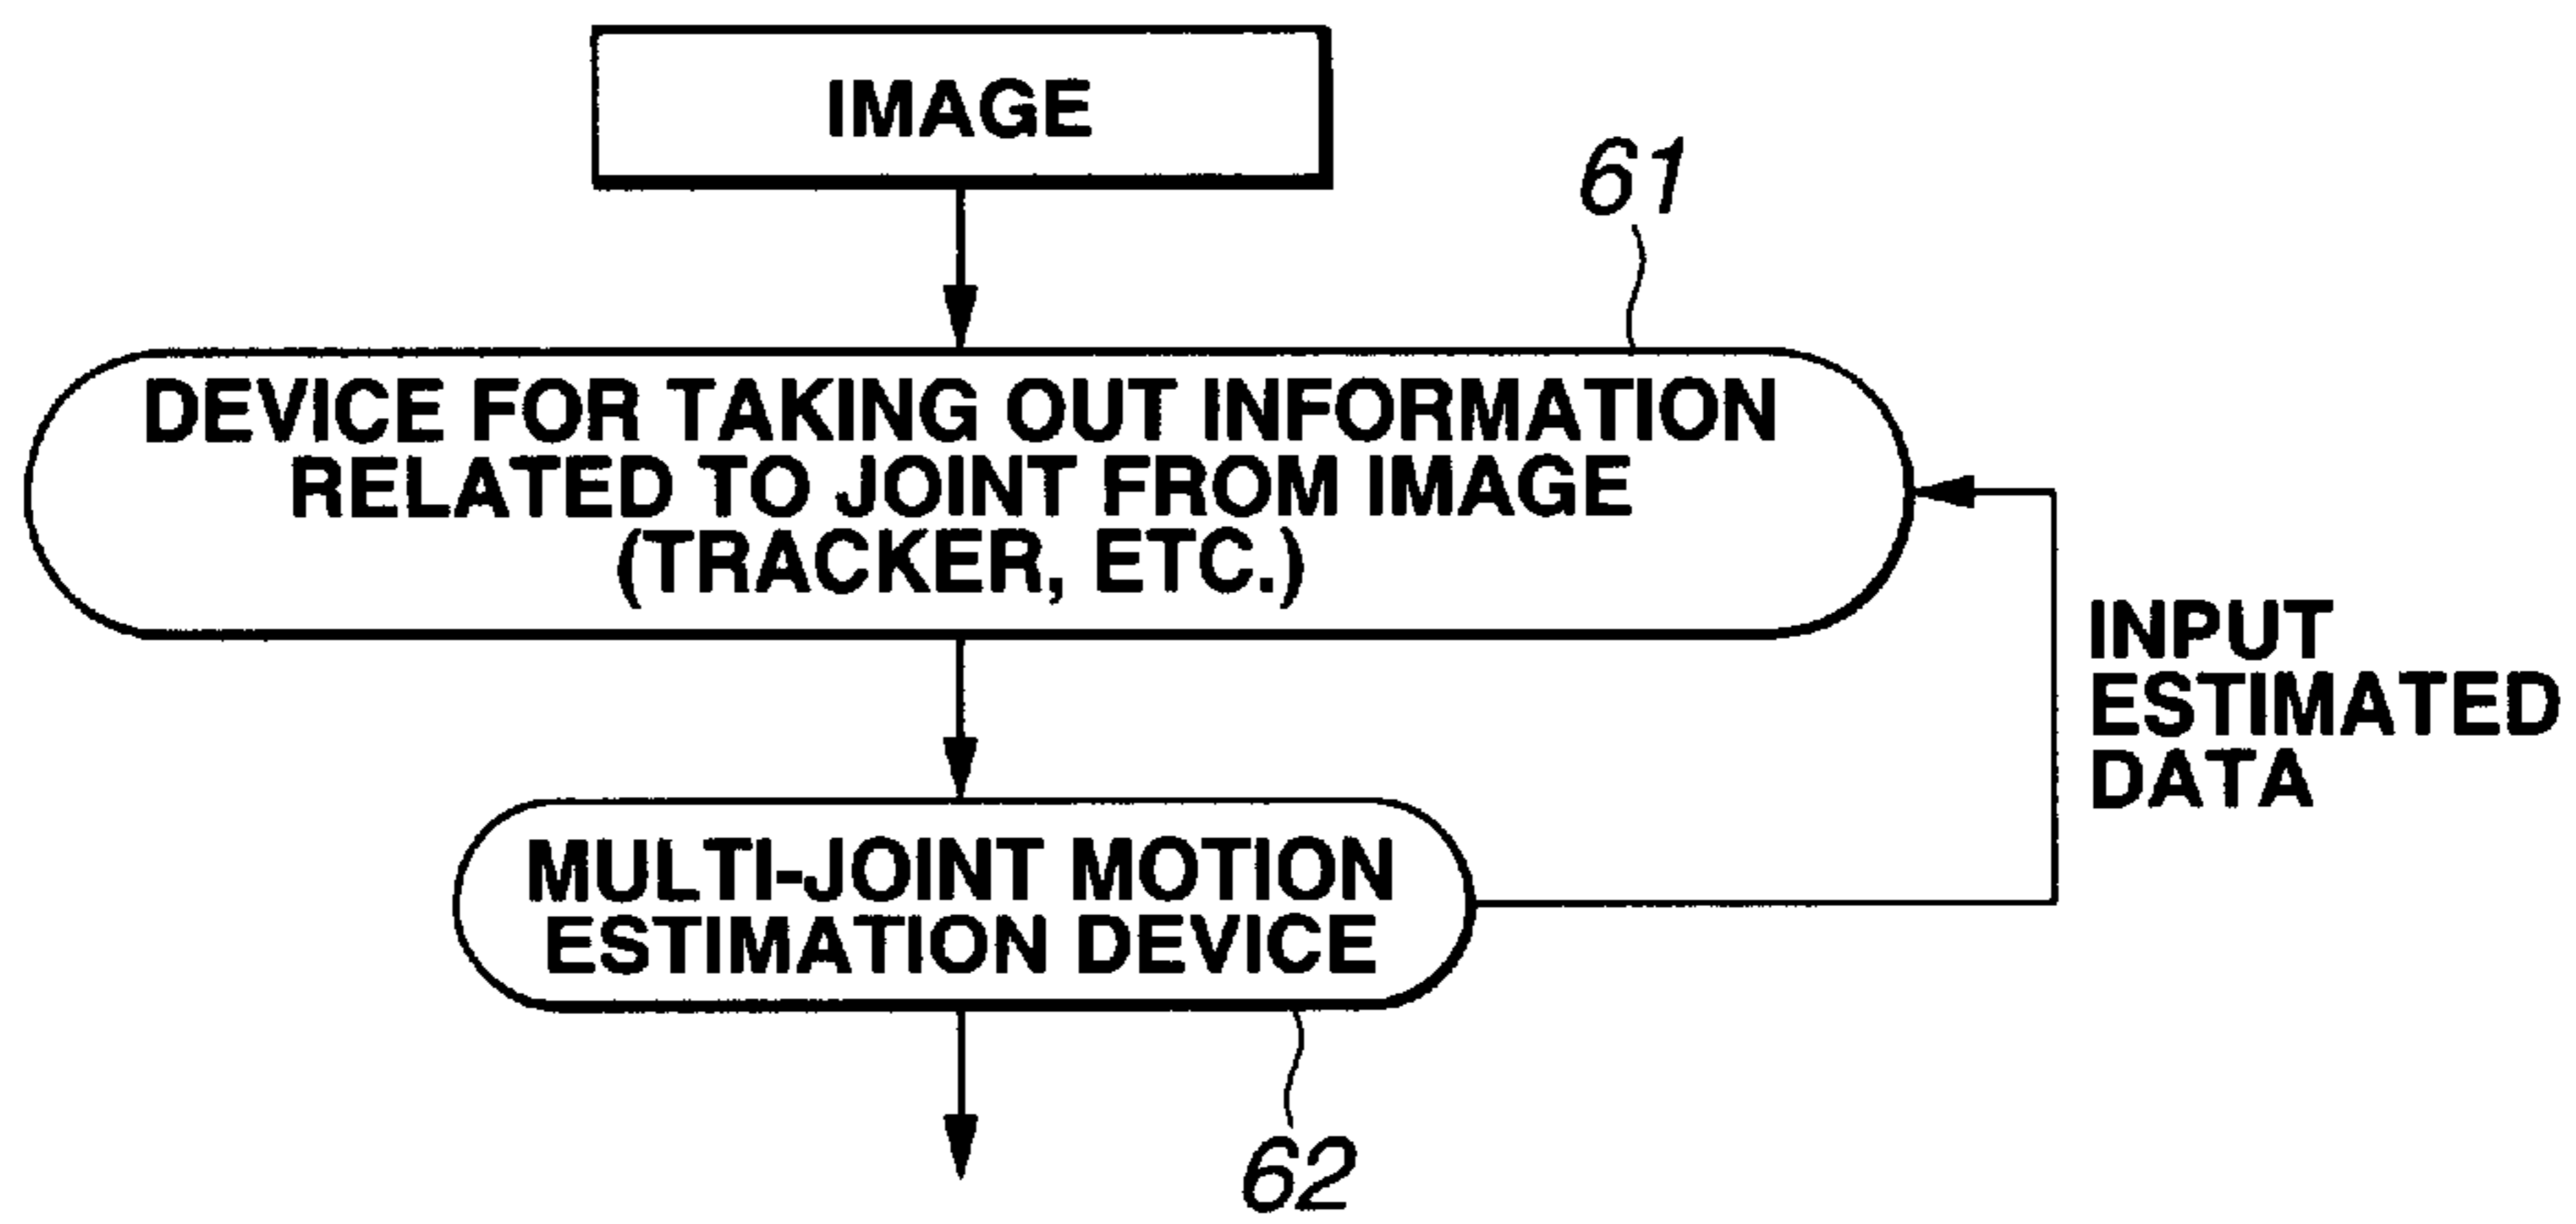 IMAGE
61
DEVICE FOR TAKING OUT INFORMATION
RELATED TO JOINT FROM IMAGE
(TRACKER, ETC.)
INPUT
ESTIMATED
DATA
MULTI-JOINT MOTION
ESTIMATION DEVICE
62